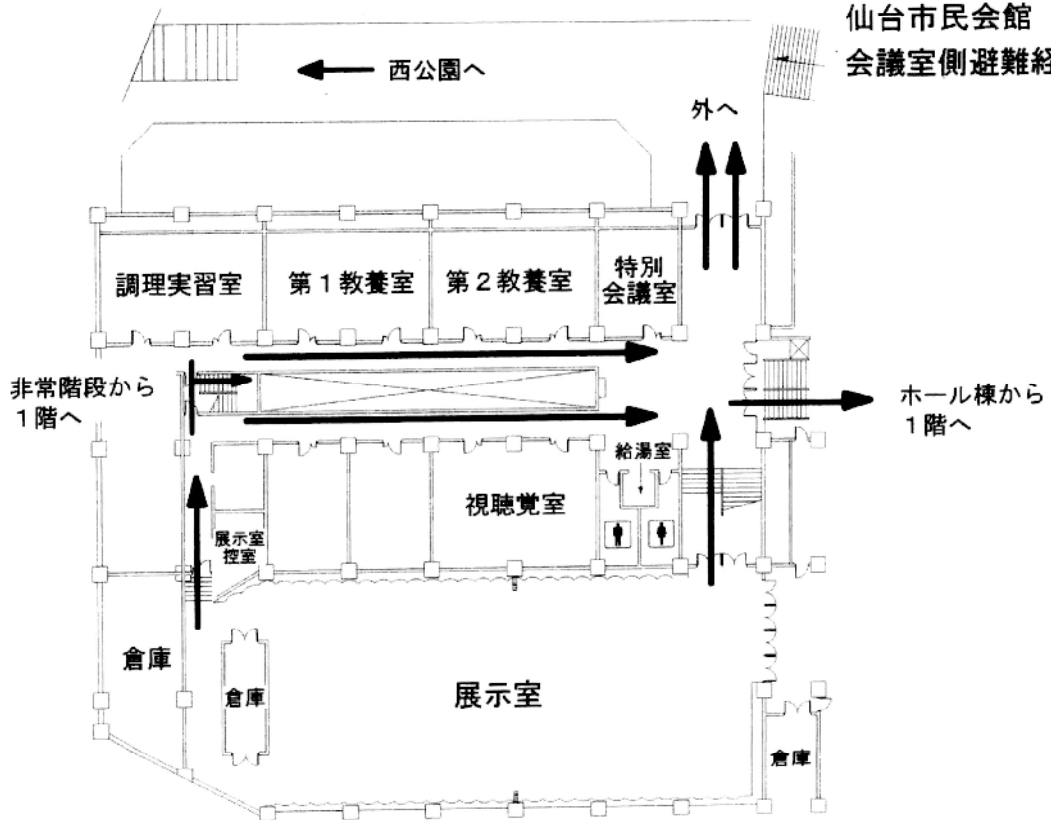 仙台市民会館
会議室側避難経
西公園へ
外へ
調理実習室
第1教養室
第2教養室
特別
会議室
非常階段から
1階へ
ホール棟から
1階へ
給湯室
視聴覚室
展示室
控室
倉庫
倉庫
展示室
倉庫